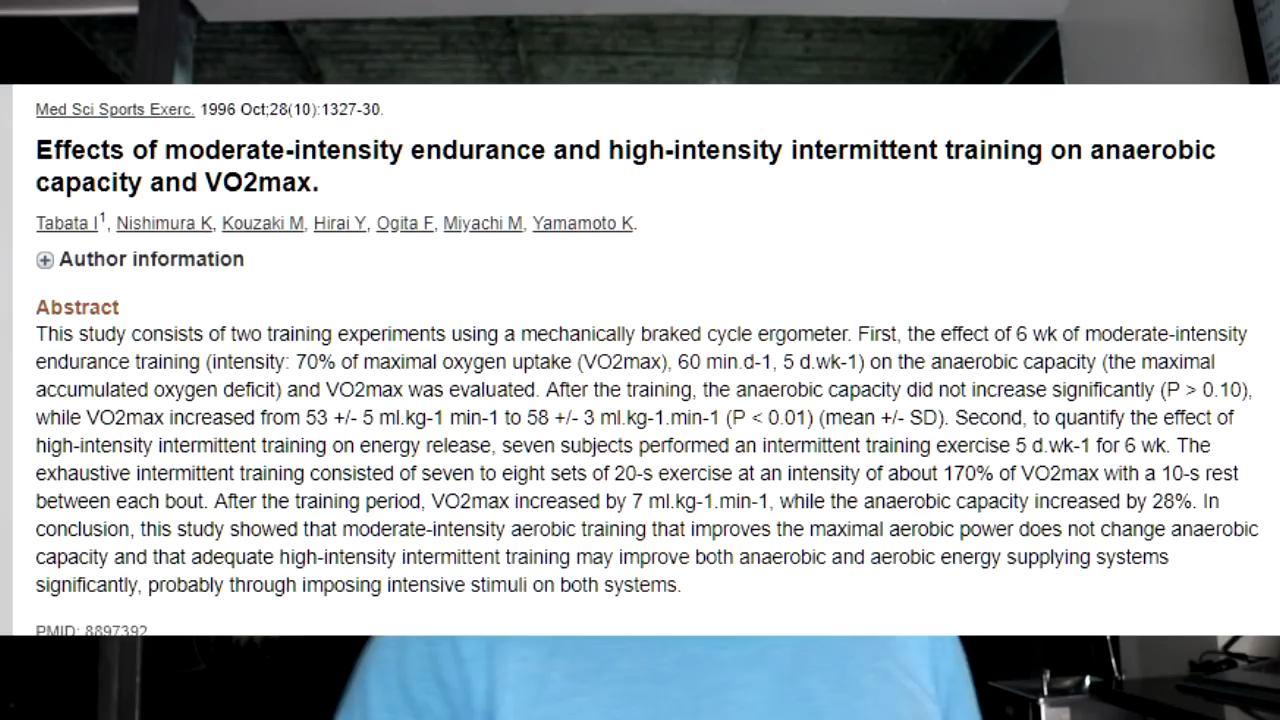 Med Sci Sports Exerc. 1996 Oct;28(10):1327-30.
Effects of moderate-intensity endurance and high-intensity intermittent training on anaerobic
capacity and VO2max.
Tabata I1, Nishimura K, Kouzaki M, Hirai Y, Ogita F, Miyachi M, Yamamoto K.
Author information
Abstract
This study consists of two training experiments using a mechanically braked cycle ergometer. First, the effect of 6 wk of moderate-intensity
endurance training (intensity: 70% of maximal oxygen uptake (VO2max), 60 min.d-1, 5 d.wk-1) on the anaerobic capacity (the maximal
accumulated oxygen deficit) and VO2max was evaluated. After the training, the anaerobic capacity did not increase significantly (P > 0.10),
while VO2max increased from 53 +/- 5 ml.kg-1 min-1 to 58 +/- 3 ml.kg-1.min-1 (P < 0.01) (mean +/- SD). Second, to quantify the effect of
high-intensity intermittent training on energy release, seven subjects performed an intermittent training exercise 5 d.wk-1 for 6 wk. The
exhaustive intermittent training consisted of seven to eight sets of 20-s exercise at an intensity of about 170% of VO2max with a 10-s rest
between each bout. After the training period, VO2max increased by 7 ml.kg-1.min-1, while the anaerobic capacity increased by 28%. In
conclusion, this study showed that moderate-intensity aerobic training that improves the maximal aerobic power does not change anaerobic
capacity and that adequate high-intensity intermittent training may improve both anaerobic and aerobic energy supplying systems
significantly, probably through imposing intensive stimuli on both systems.
PMID: 8897392